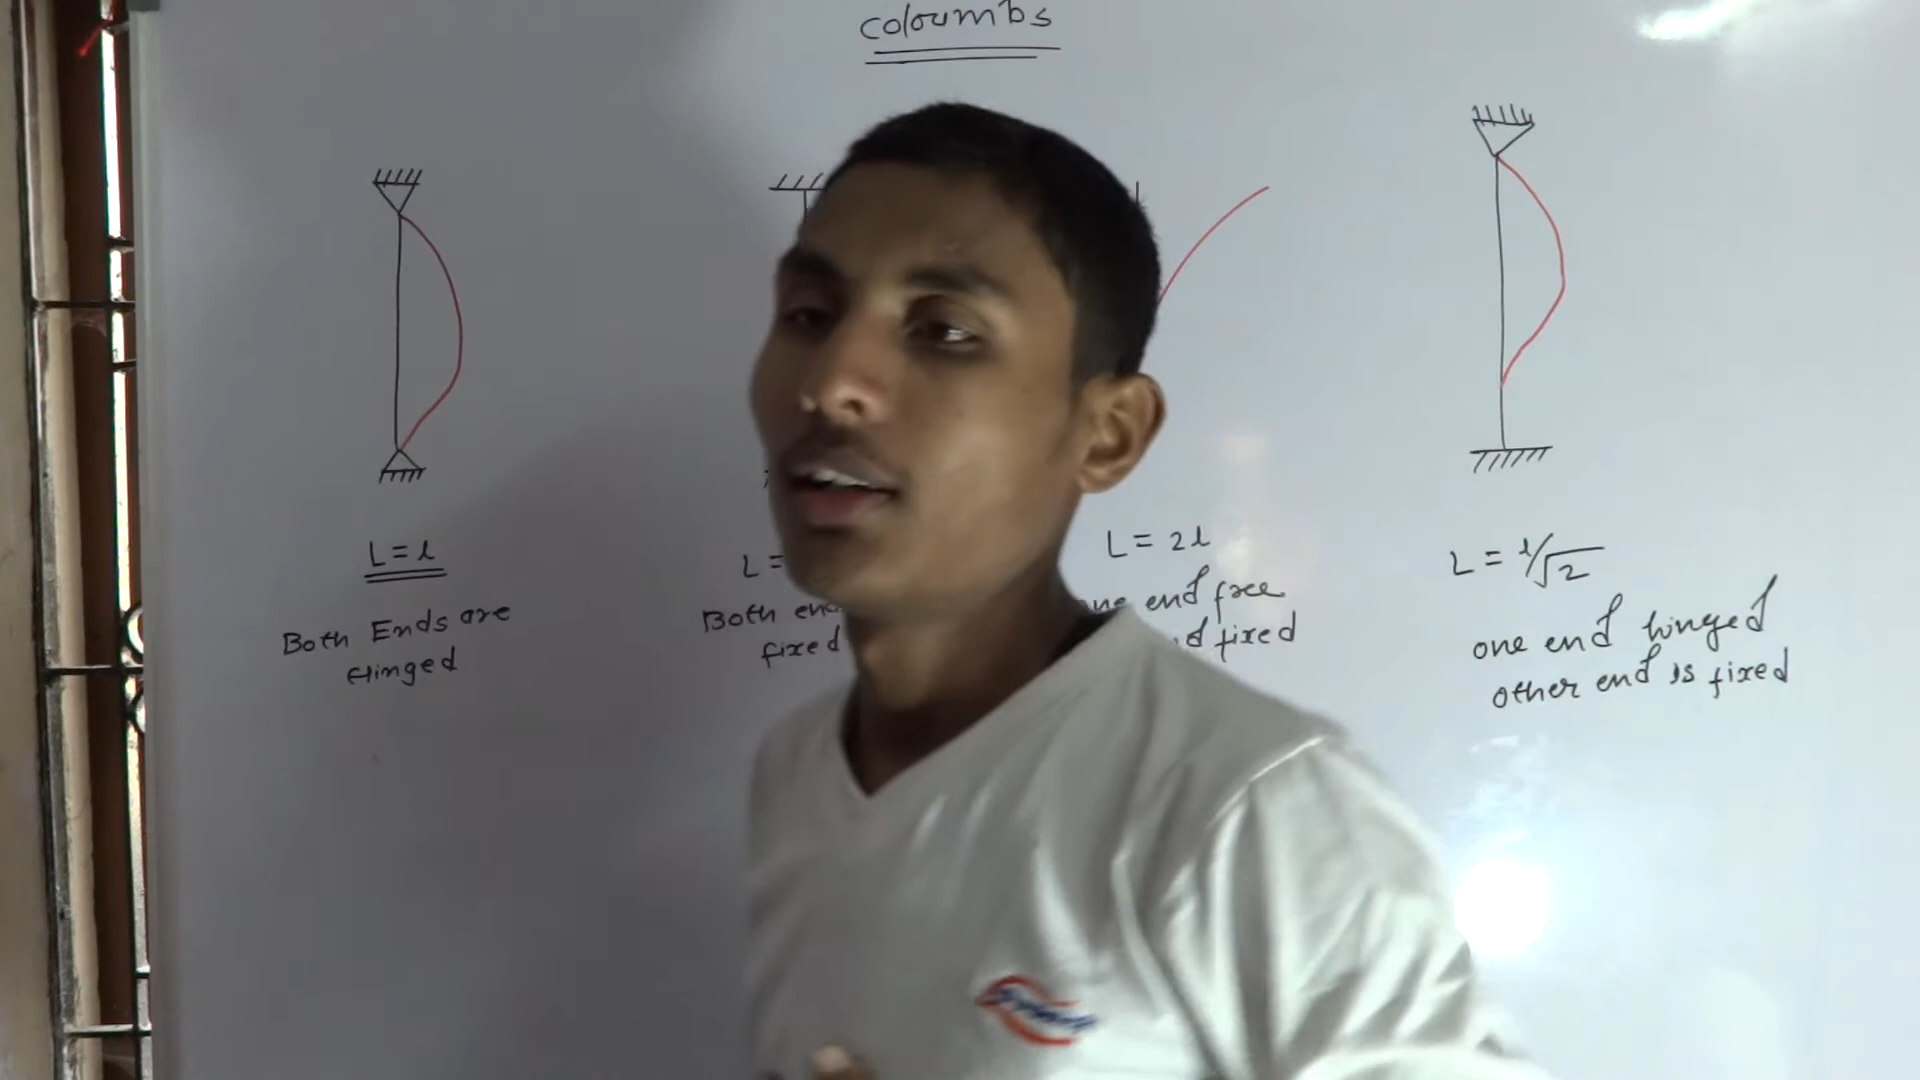 coloumbs
L = l
Both Ends are
Hinged
L =
Both
fixed
L = 2l
end free
fixed
L = l/√2
one end hinged
other end is fixed